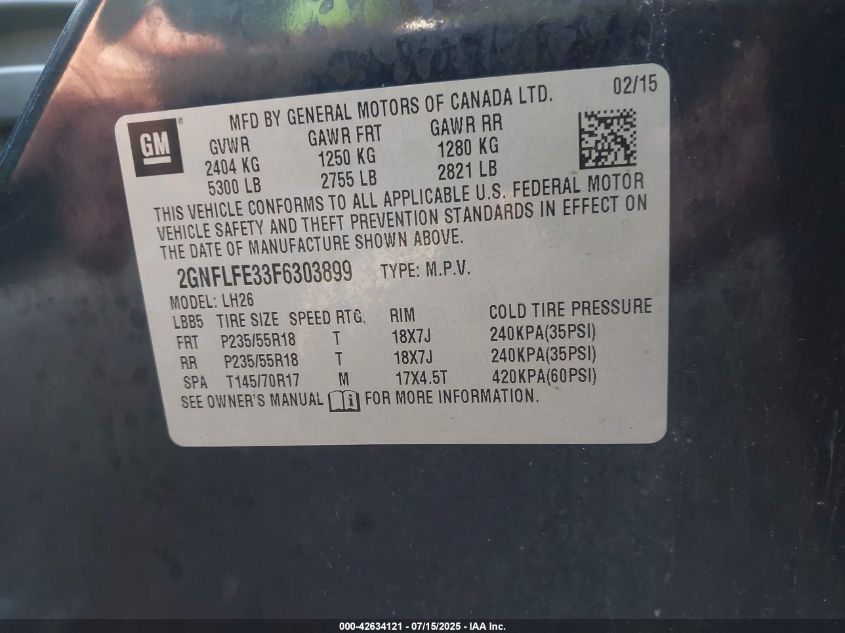 02/15
GM ®
MFD BY GENERAL MOTORS OF CANADA LTD.
GVWR GAWR FRT GAWR RR
2404 KG 1250 KG 1280 KG
5300 LB 2755 LB 2821 LB
THIS VEHICLE CONFORMS TO ALL APPLICABLE U.S. FEDERAL MOTOR
VEHICLE SAFETY AND THEFT PREVENTION STANDARDS IN EFFECT ON
THE DATE OF MANUFACTURE SHOWN ABOVE.
2GNFLFE33F6303899 TYPE: M.P.V.
MODEL: LH26
LBB5 TIRE SIZE SPEED RTG. RIM COLD TIRE PRESSURE
FRT P235/55R18 T 18X7J 240KPA(35PSI)
RR P235/55R18 T 18X7J 240KPA(35PSI)
SPA T145/70R17 M 17X4.5T 420KPA(60PSI)
SEE OWNER'S MANUAL FOR MORE INFORMATION.
000-42634121 - 07/15/2025 - IAA Inc.